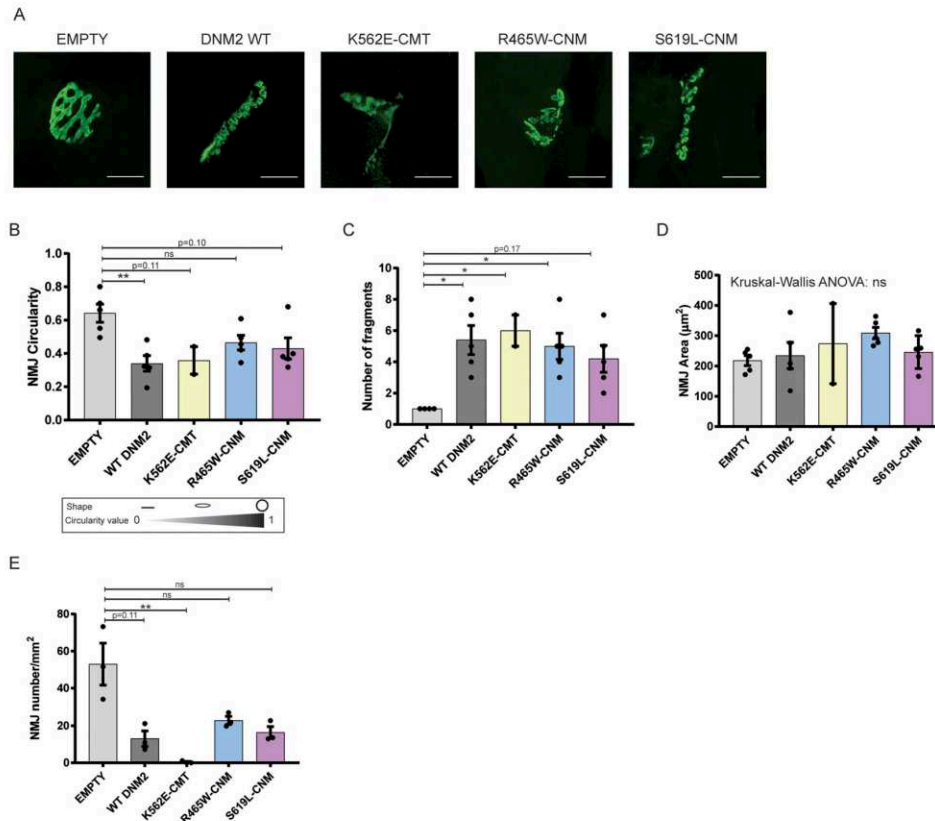 A
EMPTY DNM2 WT K562E-CMT R465W-CNM S619L-CNM
B
p=0.10
ns
p=0.11
**
NMJ Circularity
1.0
0.8
0.6
0.4
0.2
0.0
EMPTY
WT DNM2
K562E-CMT
R465W-CNM
S619L-CNM
Shape
Circularity value 0 1
C
p=0.17
*
*
*
Number of fragments
10
8
6
4
2
0
EMPTY
WT DNM2
K562E-CMT
R465W-CNM
S619L-CNM
D
Kruskal-Wallis ANOVA: ns
NMJ Area (μm²)
500
400
300
200
100
0
EMPTY
WT DNM2
K562E-CMT
R465W-CNM
S619L-CNM
E
ns
ns
**
p=0.11
NMJ number/mm²
80
60
40
20
0
EMPTY
WT DNM2
K562E-CMT
R465W-CNM
S619L-CNM